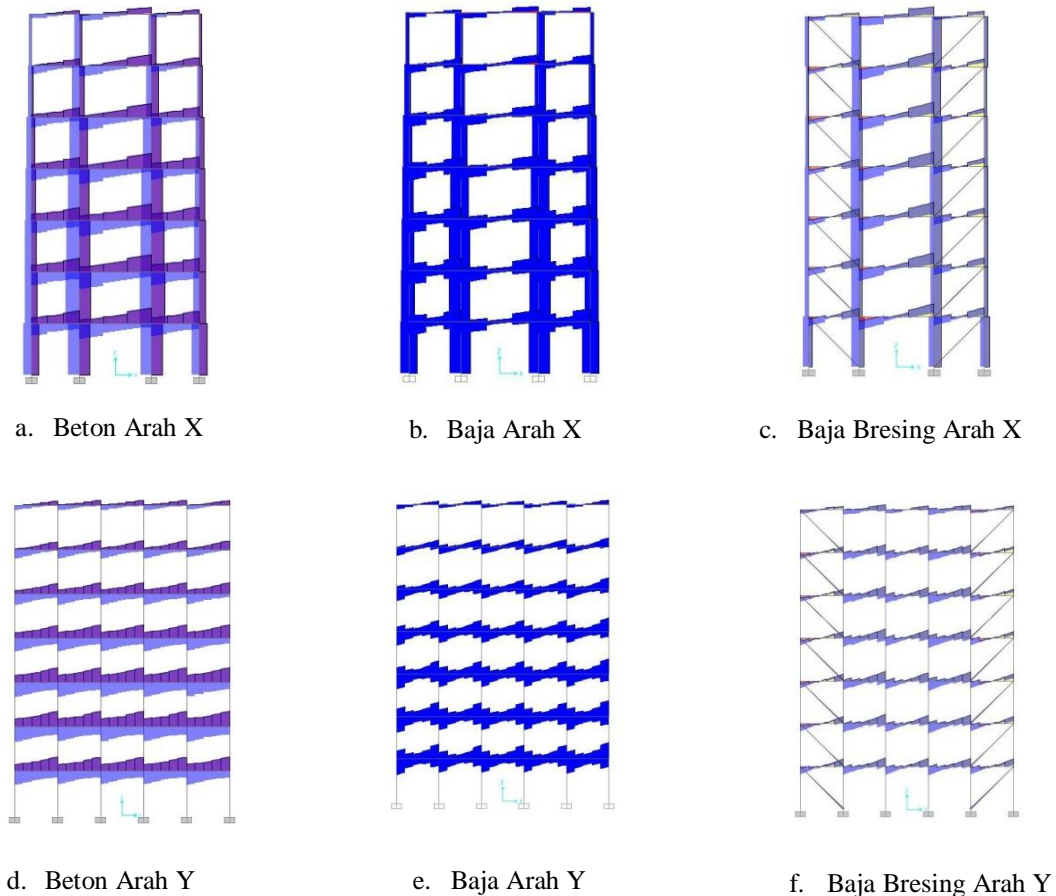 a. Beton Arah X
b. Baja Arah X
c. Baja Bresing Arah X
d. Beton Arah Y
e. Baja Arah Y
f. Baja Bresing Arah Y